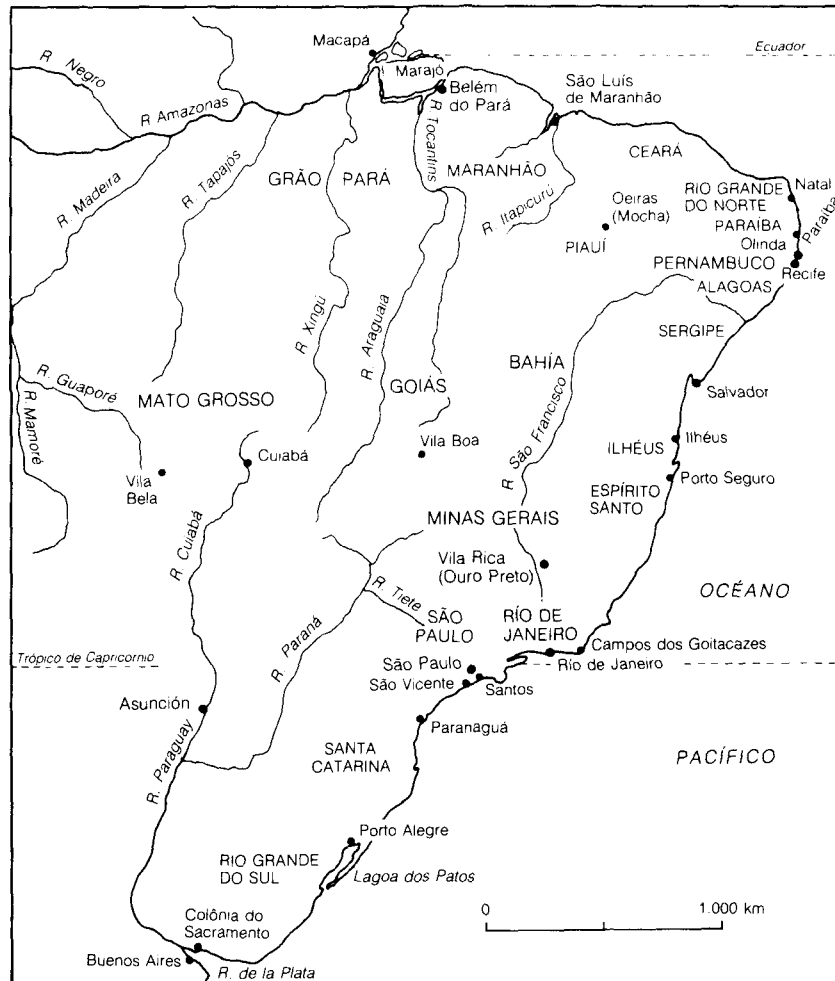 Macapá
Ecuador
R. Negro
Marajó
São Luís
de Maranhão
Belém
do Pará
R. Amazonas
R. Tocantins
CEARÁ
MARANHÃO
R. Madeira
R. Tapajós
GRÃO PARÁ
Natal
Oeiras
(Mocha)
RIO GRANDE
DO NORTE
R. Itapicurú
PARAÍBA
Paraíba
PIAUÍ
Olinda
PERNAMBUCO
Recife
ALAGOAS
R. Xingú
R. Araguaia
SERGIPE
BAHÍA
R. Guaporé
GOIÁS
MATO GROSSO
Salvador
R. Mamoré
R. São Francisco
Ilhéus
Vila Boa
ILHÉUS
Cuiabá
Vila
Bela
Porto Seguro
ESPÍRITO
SANTO
MINAS GERAIS
R. Cuiabá
Vila Rica
(Ouro Preto)
R. Tiete
OCÉANO
SÃO
PAULO
RÍO DE
JANEIRO
R. Paraná
Campos dos Goitacazes
Trópico de Capricornio
São Paulo
Río de Janeiro
São Vicente
Santos
Asunción
Paranaguá
R. Paraguay
SANTA
CATARINA
PACÍFICO
Porto Alegre
RIO GRANDE
DO SUL
Lagoa dos Patos
0 1.000 km
Colônia do
Sacramento
Buenos Aires
R. de la Plata